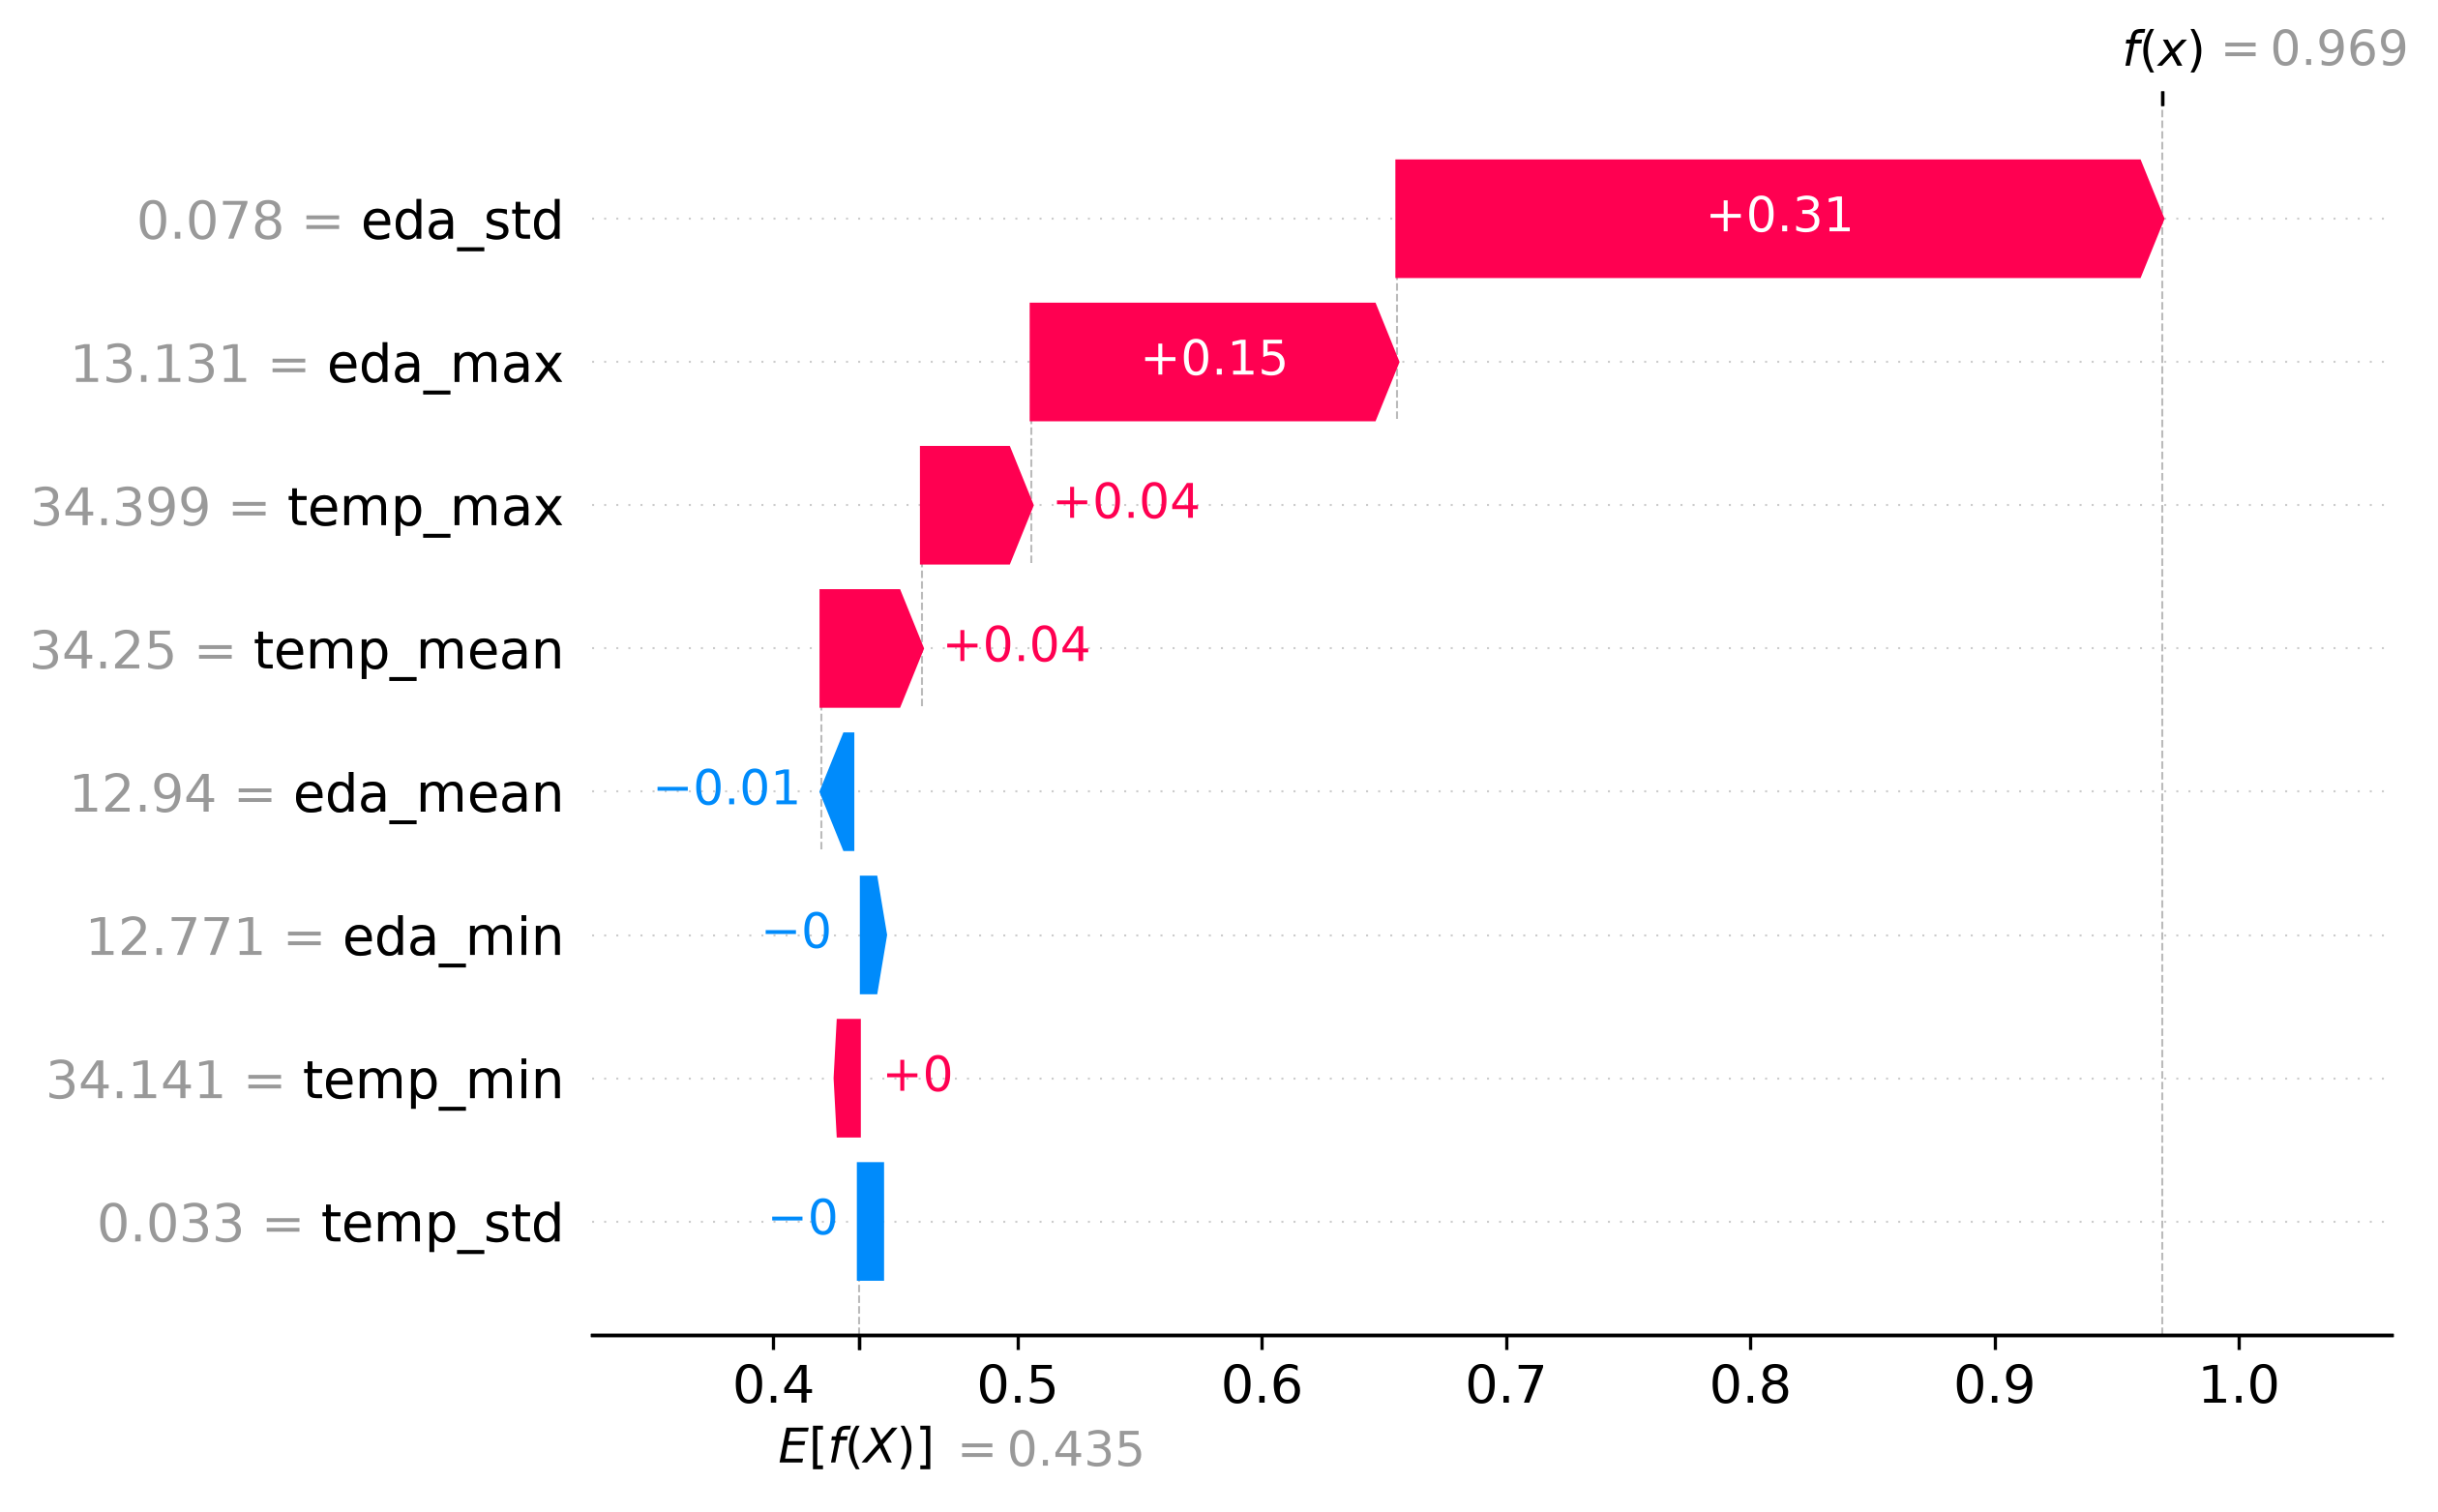 f(x) = 0.969
0.078 = eda_std +0.31
13.131 = eda_max +0.15
34.399 = temp_max +0.04
34.25 = temp_mean +0.04
12.94 = eda_mean −0.01
12.771 = eda_min −0
34.141 = temp_min +0
0.033 = temp_std −0
0.4 0.5 0.6 0.7 0.8 0.9 1.0
E[f(X)] = 0.435